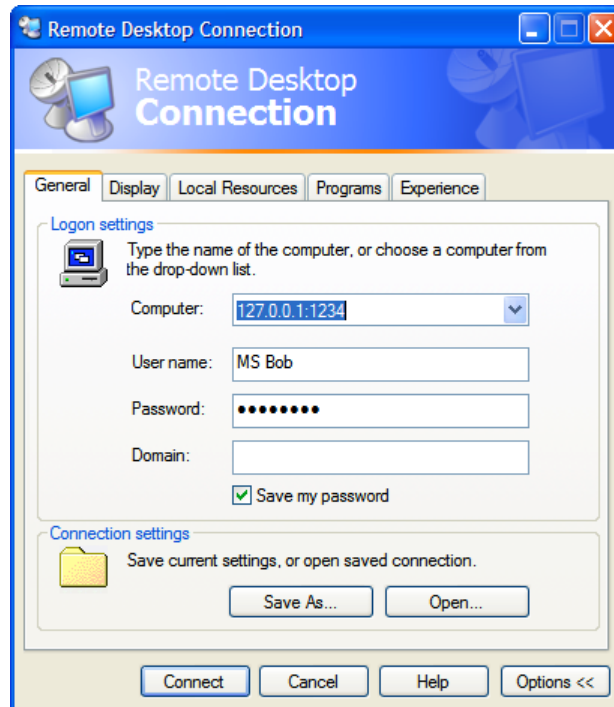 Remote Desktop Connection
Remote Desktop
Connection
General Display Local Resources Programs Experience
Logon settings
Type the name of the computer, or choose a computer from
the drop-down list.
Computer: 127.0.0.1:1234
User name: MS Bob
Password: ••••••••
Domain:
Save my password
Connection settings
Save current settings, or open saved connection.
Save As... Open...
Connect Cancel Help Options <<